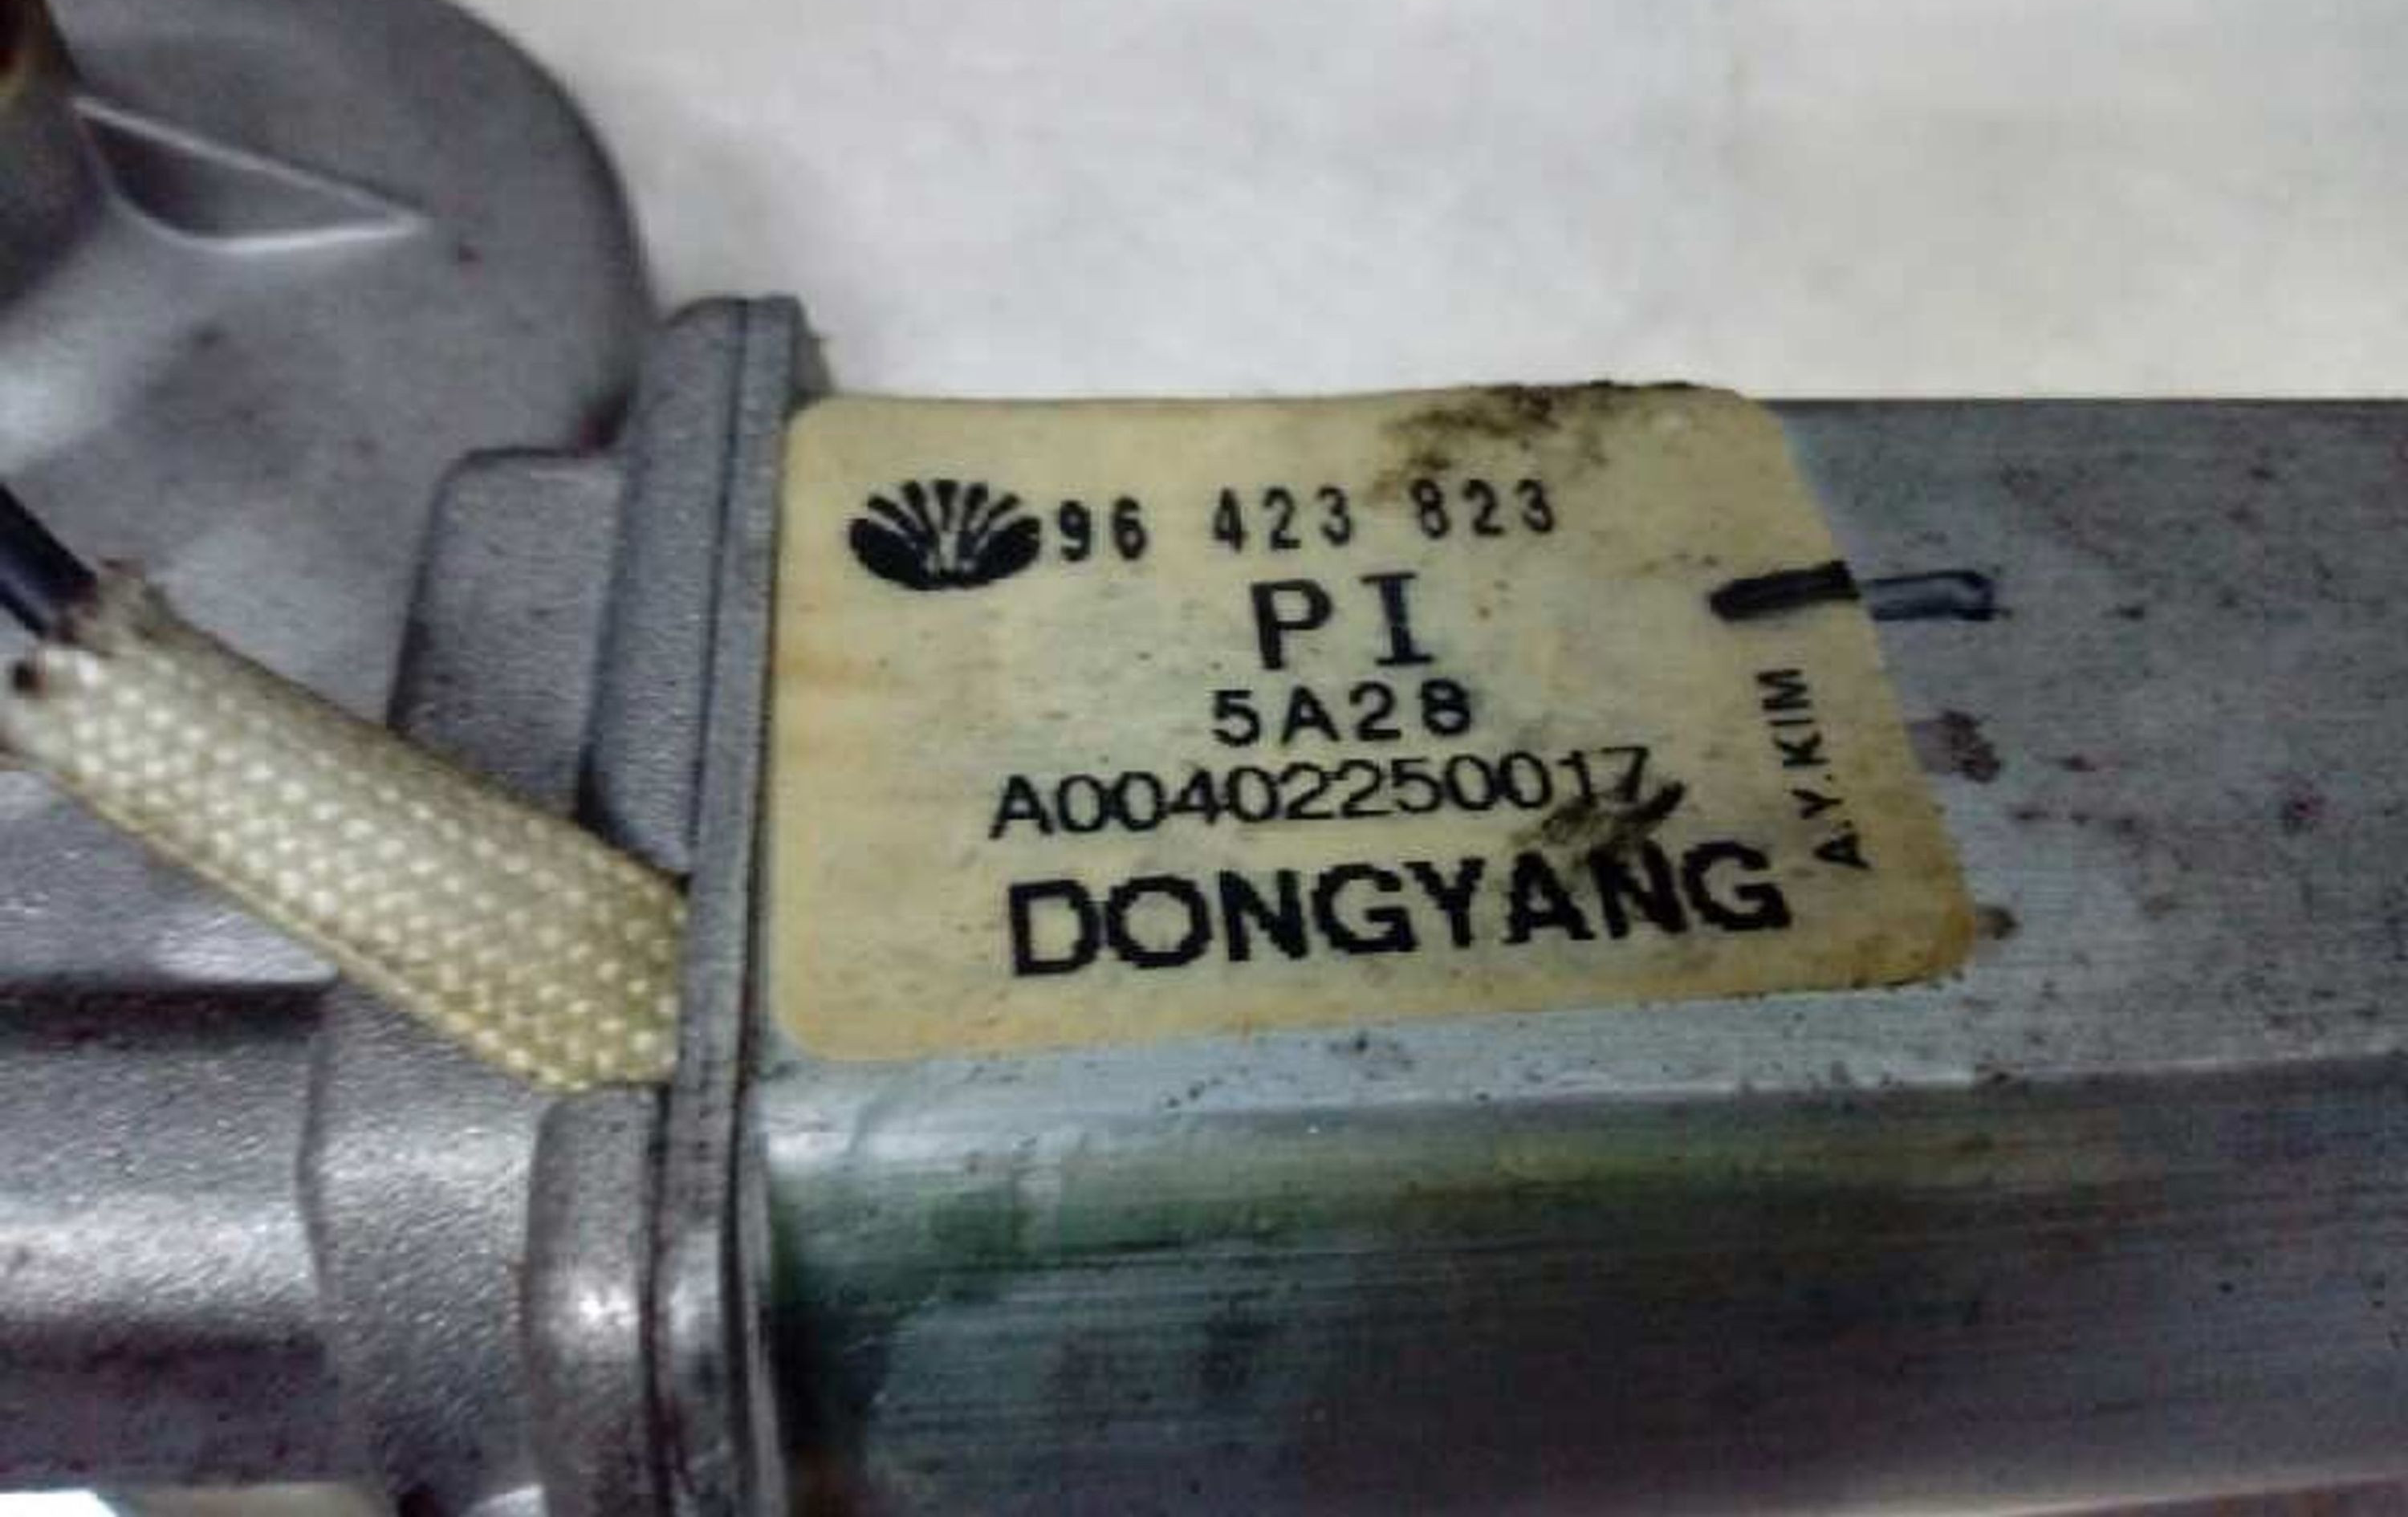 96 423 823
PI
5A28
A00402250017
DONGYANG
A.Y.KIM